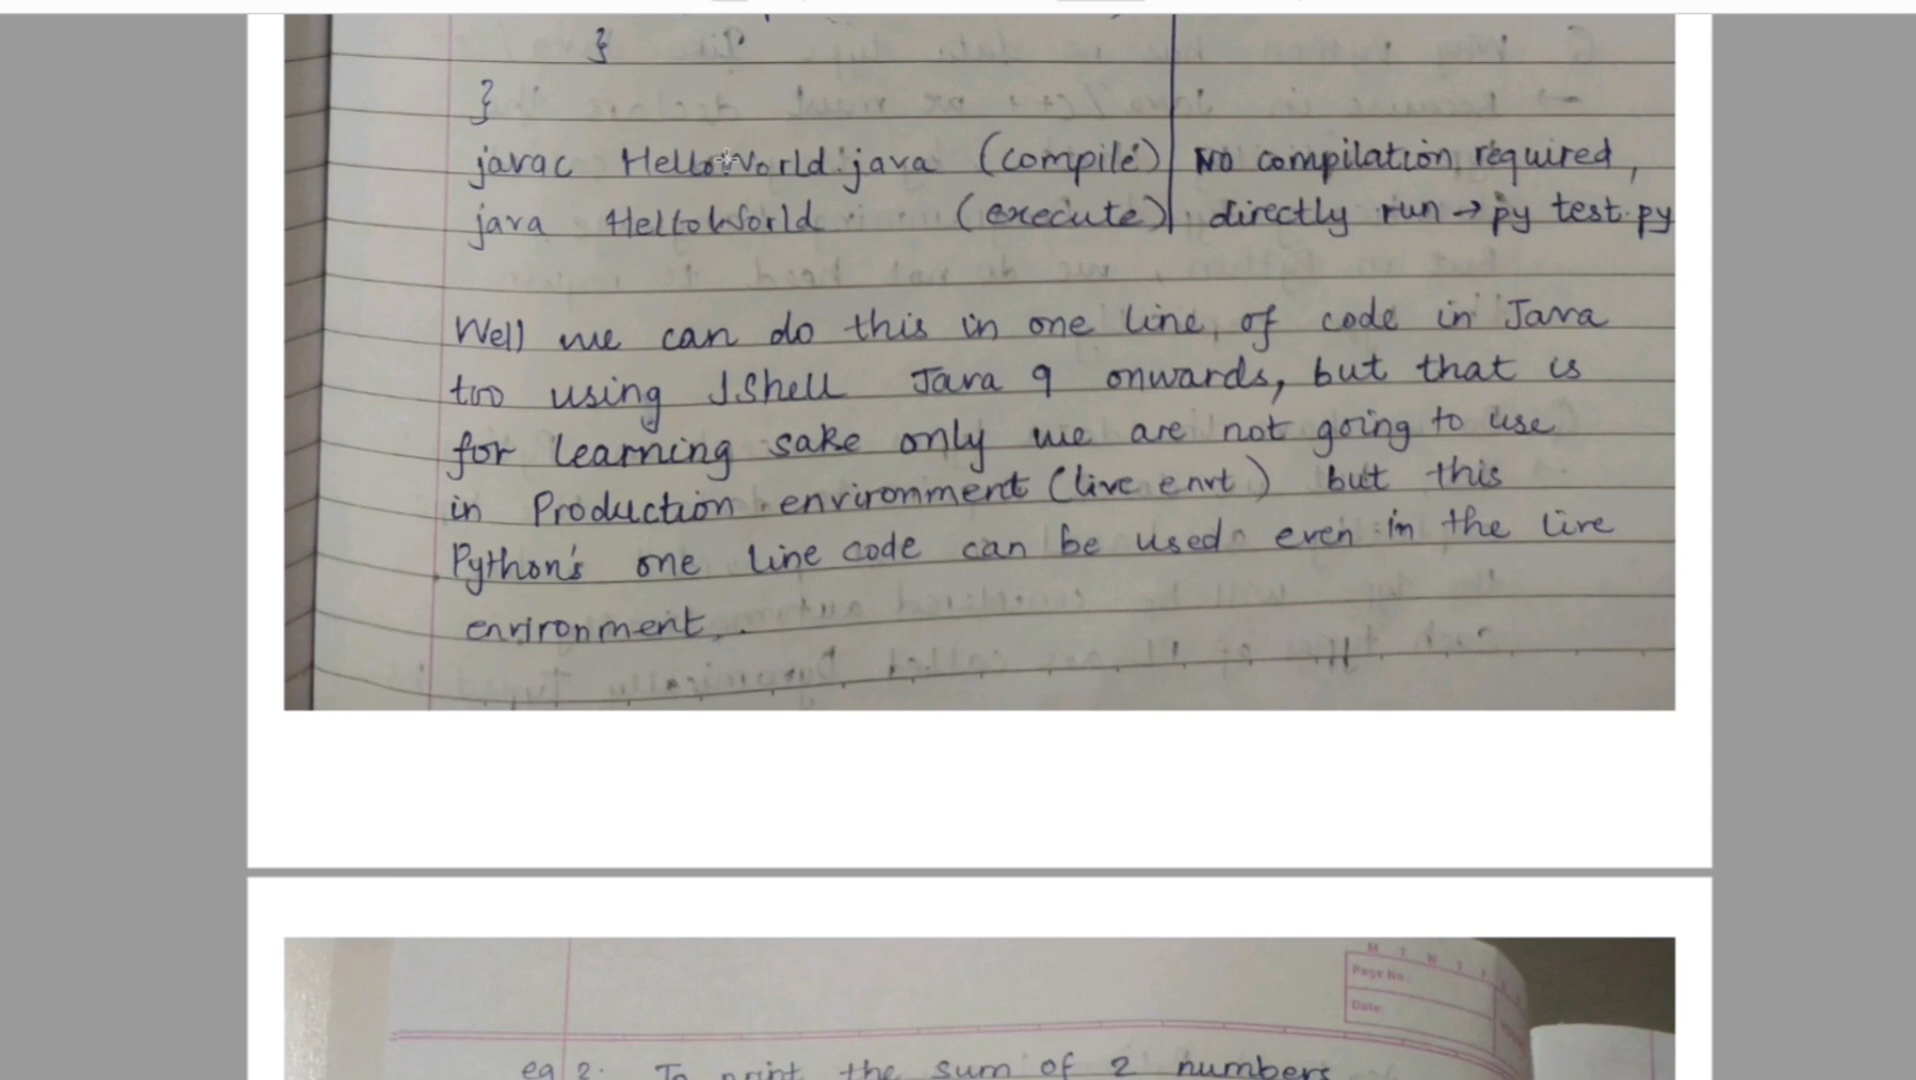 }
}
javac HelloWorld.java (compile) No compilation required,
java HelloWorld (execute) directly run → py test.py
Well we can do this in one line of code in Java
too using JShell Java 9 onwards, but that is
for learning sake only we are not going to use
in Production environment (live envt) but this
Python's one line code can be used even in the live
environment.
M T W T F
Page No.
Date:
eg 2. To print the sum of 2 numbers